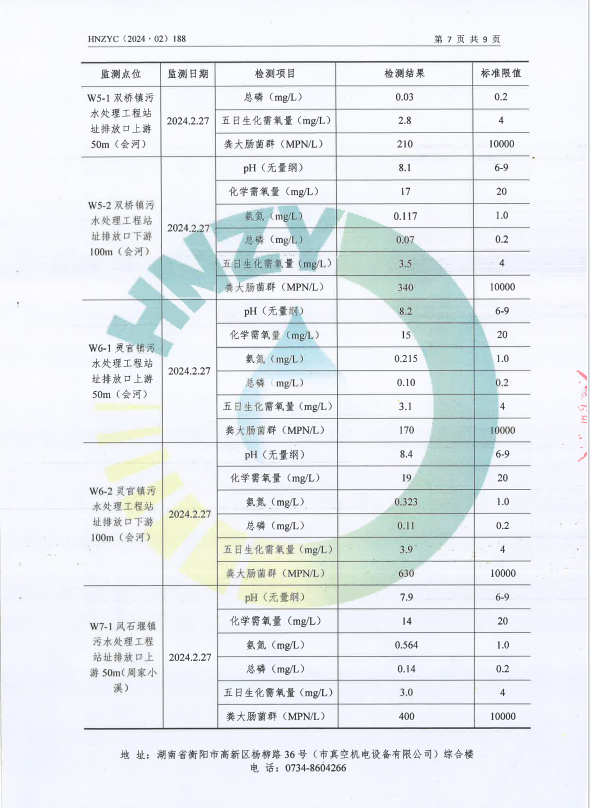 HNZYC（2024·02）188 第 7 页 共 9 页
监测点位 监测日期 检测项目 检测结果 标准限值
W5-1 双桥镇污
水处理工程站
址排放口上游
50m（会河）
2024.2.27
总磷（mg/L） 0.03 0.2
五日生化需氧量（mg/L） 2.8 4
粪大肠菌群（MPN/L） 210 10000
W5-2 双桥镇污
水处理工程站
址排放口下游
100m（会河）
2024.2.27
pH（无量纲） 8.1 6-9
化学需氧量（mg/L） 17 20
氨氮（mg/L） 0.117 1.0
总磷（mg/L） 0.07 0.2
五日生化需氧量（mg/L） 3.5 4
粪大肠菌群（MPN/L） 340 10000
W6-1 灵官镇污
水处理工程站
址排放口上游
50m（会河）
2024.2.27
pH（无量纲） 8.2 6-9
化学需氧量（mg/L） 15 20
氨氮（mg/L） 0.215 1.0
总磷（mg/L） 0.10 0.2
五日生化需氧量（mg/L） 3.1 4
粪大肠菌群（MPN/L） 170 10000
W6-2 灵官镇污
水处理工程站
址排放口下游
100m（会河）
2024.2.27
pH（无量纲） 8.4 6-9
化学需氧量（mg/L） 19 20
氨氮（mg/L） 0.323 1.0
总磷（mg/L） 0.11 0.2
五日生化需氧量（mg/L） 3.9 4
粪大肠菌群（MPN/L） 630 10000
W7-1 风石堰镇
污水处理工程
站址排放口上
游 50m（周家小
溪）
2024.2.27
pH（无量纲） 7.9 6-9
化学需氧量（mg/L） 14 20
氨氮（mg/L） 0.564 1.0
总磷（mg/L） 0.14 0.2
五日生化需氧量（mg/L） 3.0 4
粪大肠菌群（MPN/L） 400 10000
HNZY
地 址：湖南省衡阳市高新区杨柳路 36 号（市真空机电设备有限公司）综合楼
电 话：0734-8604266